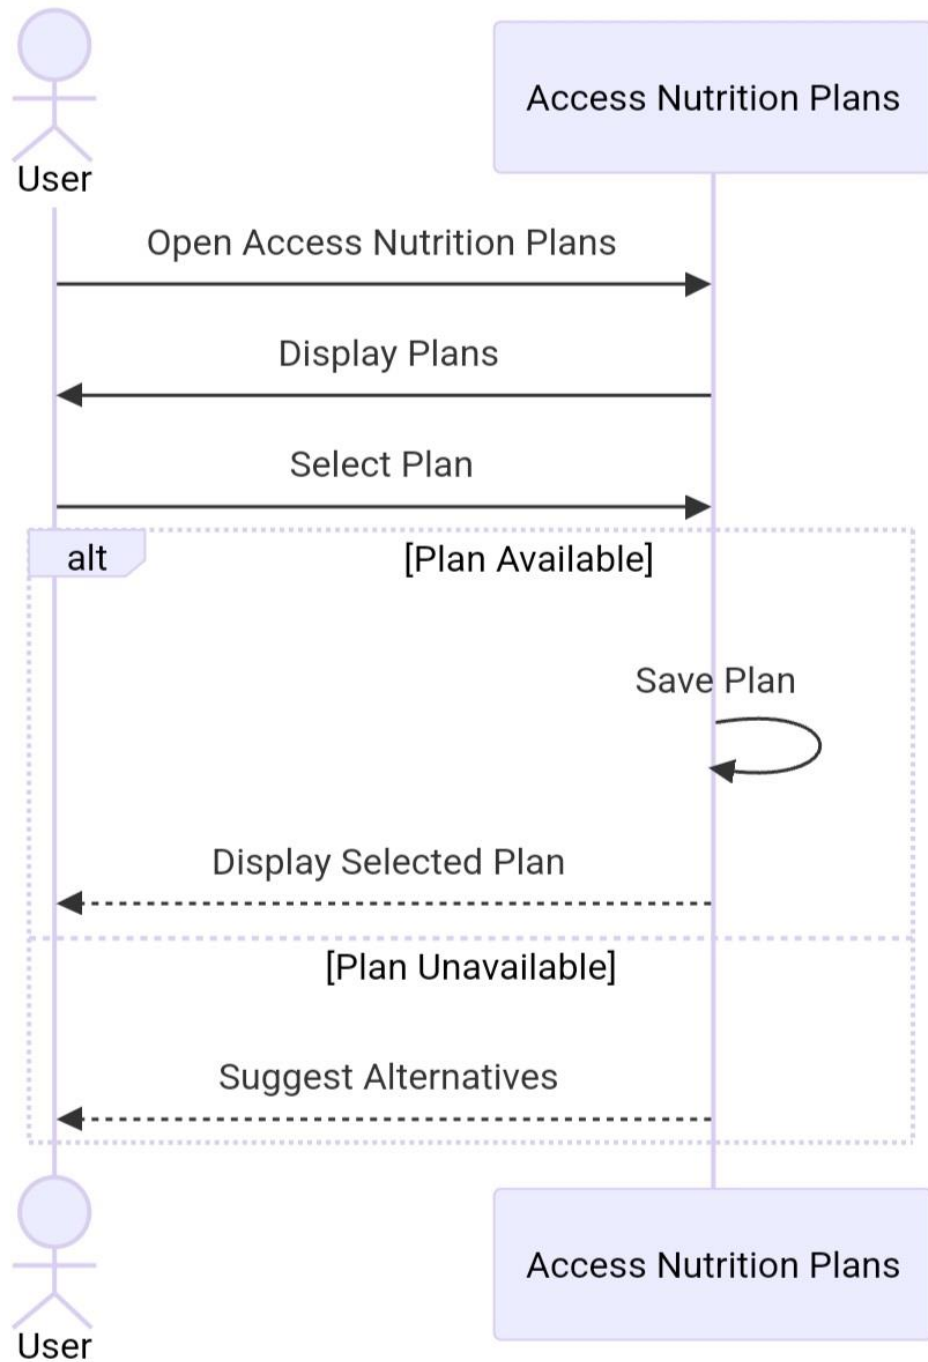 Access Nutrition Plans
User
Open Access Nutrition Plans
Display Plans
Select Plan
alt
[Plan Available]
Save Plan
Display Selected Plan
[Plan Unavailable]
Suggest Alternatives
Access Nutrition Plans
User